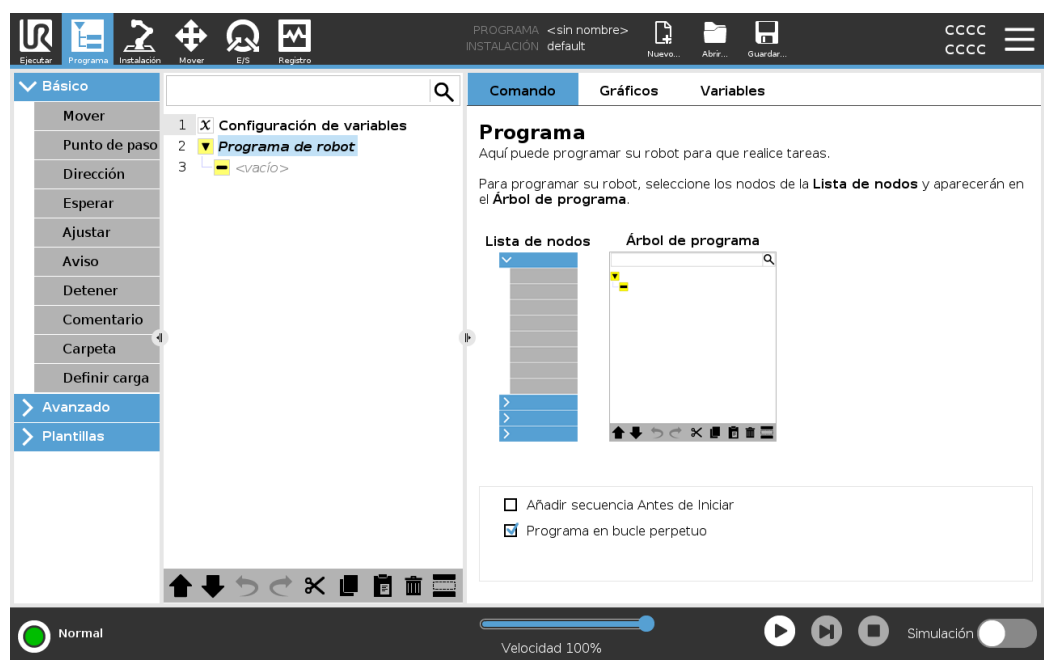 UR
PROGRAMA <sin nombre>
INSTALACIÓN default
Ejecutar Programa Instalación Mover E/S Registro
Nuevo... Abrir... Guardar...
cccc
cccc
Básico
Mover
Punto de paso
Dirección
Esperar
Ajustar
Aviso
Detener
Comentario
Carpeta
Definir carga
Avanzado
Plantillas
1 X Configuración de variables
2 Programa de robot
3 <vacío>
Comando Gráficos Variables
Programa
Aquí puede programar su robot para que realice tareas.
Para programar su robot, seleccione los nodos de la Lista de nodos y aparecerán en
el Árbol de programa.
Lista de nodos Árbol de programa
Añadir secuencia Antes de Iniciar
Programa en bucle perpetuo
Normal
Velocidad 100%
Simulación